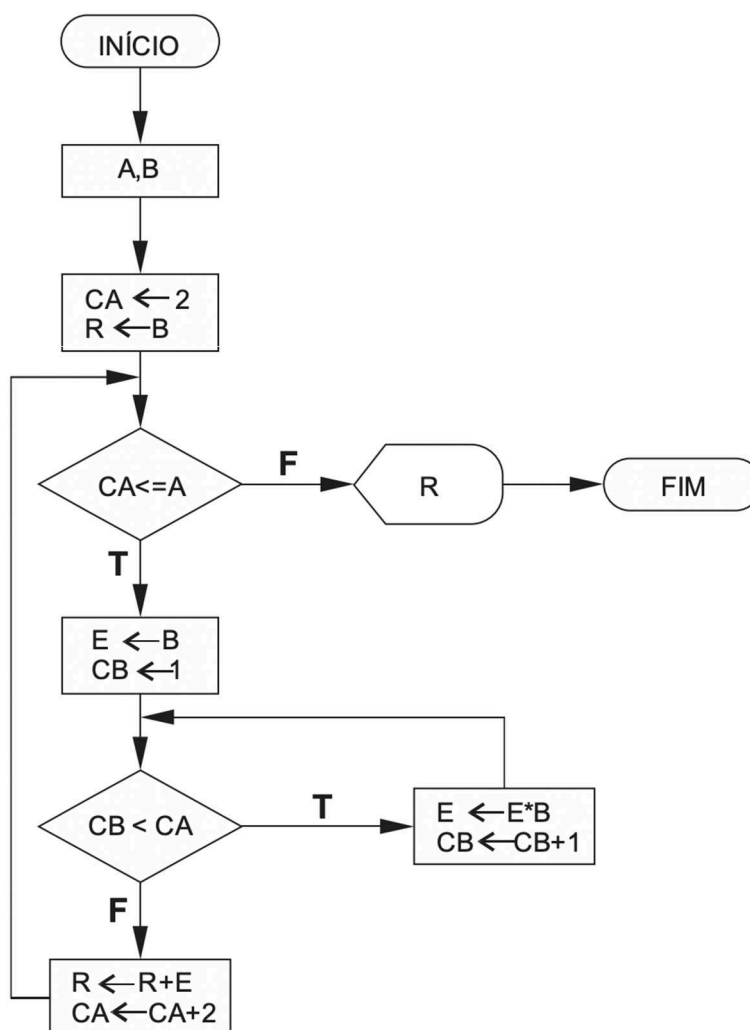 INÍCIO
A,B
CA ← 2
R ← B
CA<=A
F
R
FIM
T
E ← B
CB ← 1
CB < CA
T
E ← E*B
CB ← CB+1
F
R ← R+E
CA ← CA+2